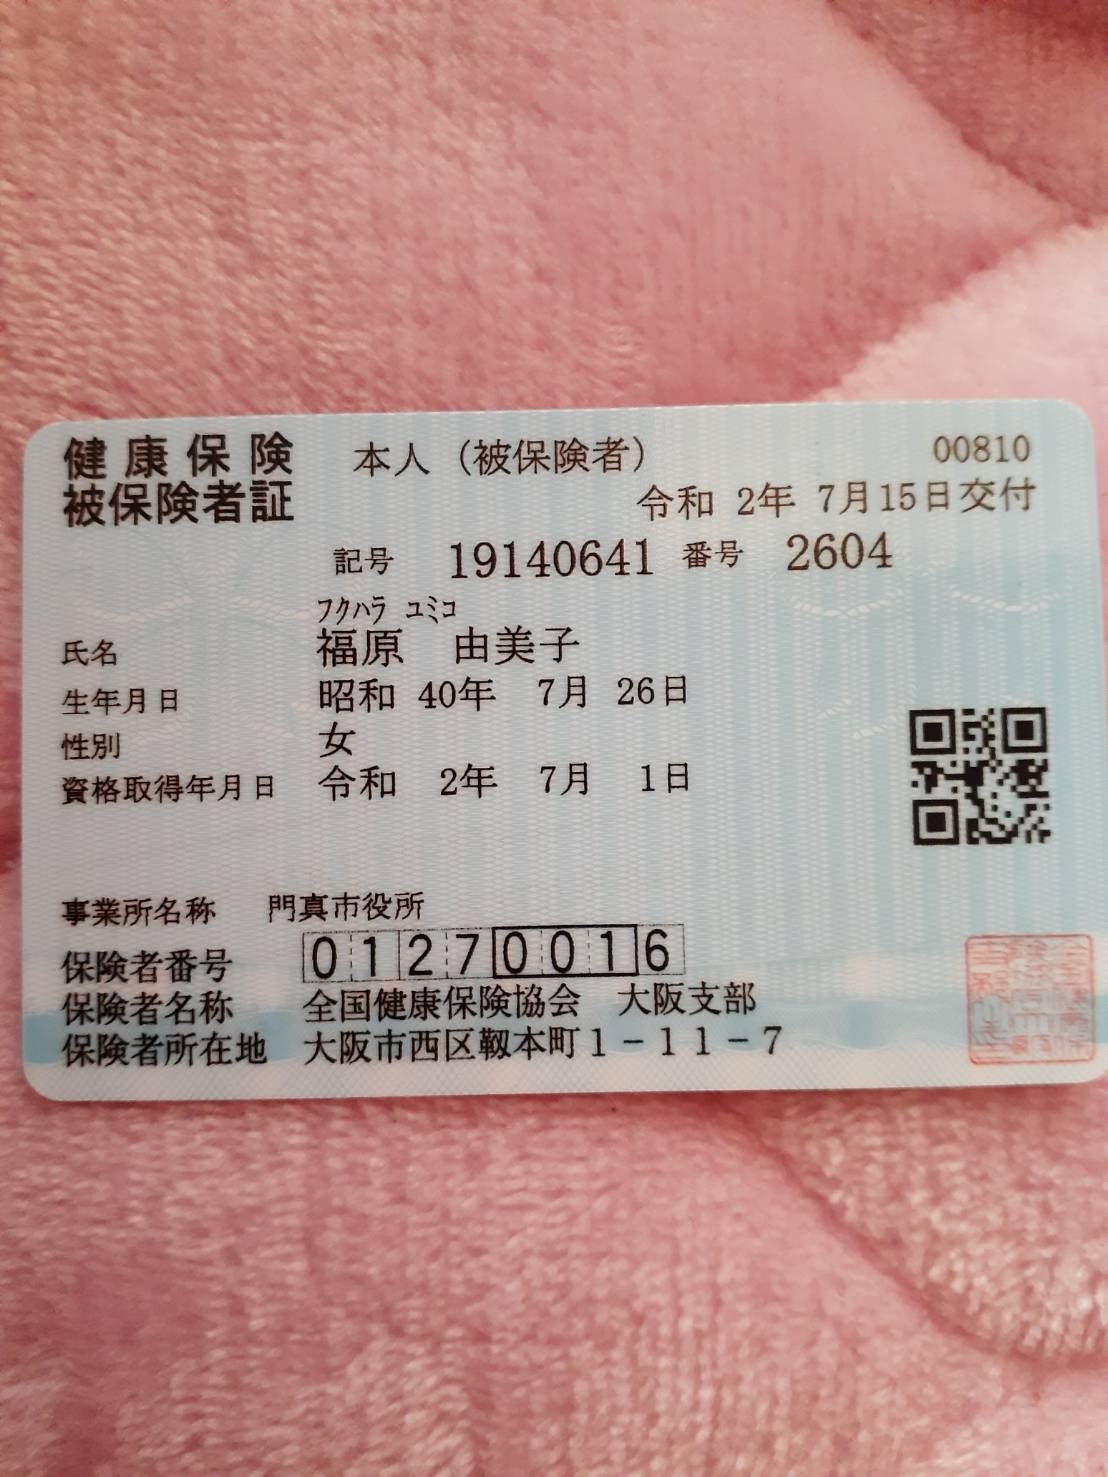 健康保険 本人（被保険者） 00810
被保険者証 令和 2年 7月15日交付
記号 19140641 番号 2604
フクハラ ユミコ
氏名 福原 由美子
生年月日 昭和 40年 7月 26日
性別 女
資格取得年月日 令和 2年 7月 1日
事業所名称 門真市役所
保険者番号 01270016
保険者名称 全国健康保険協会 大阪支部
保険者所在地 大阪市西区靱本町1－11－7